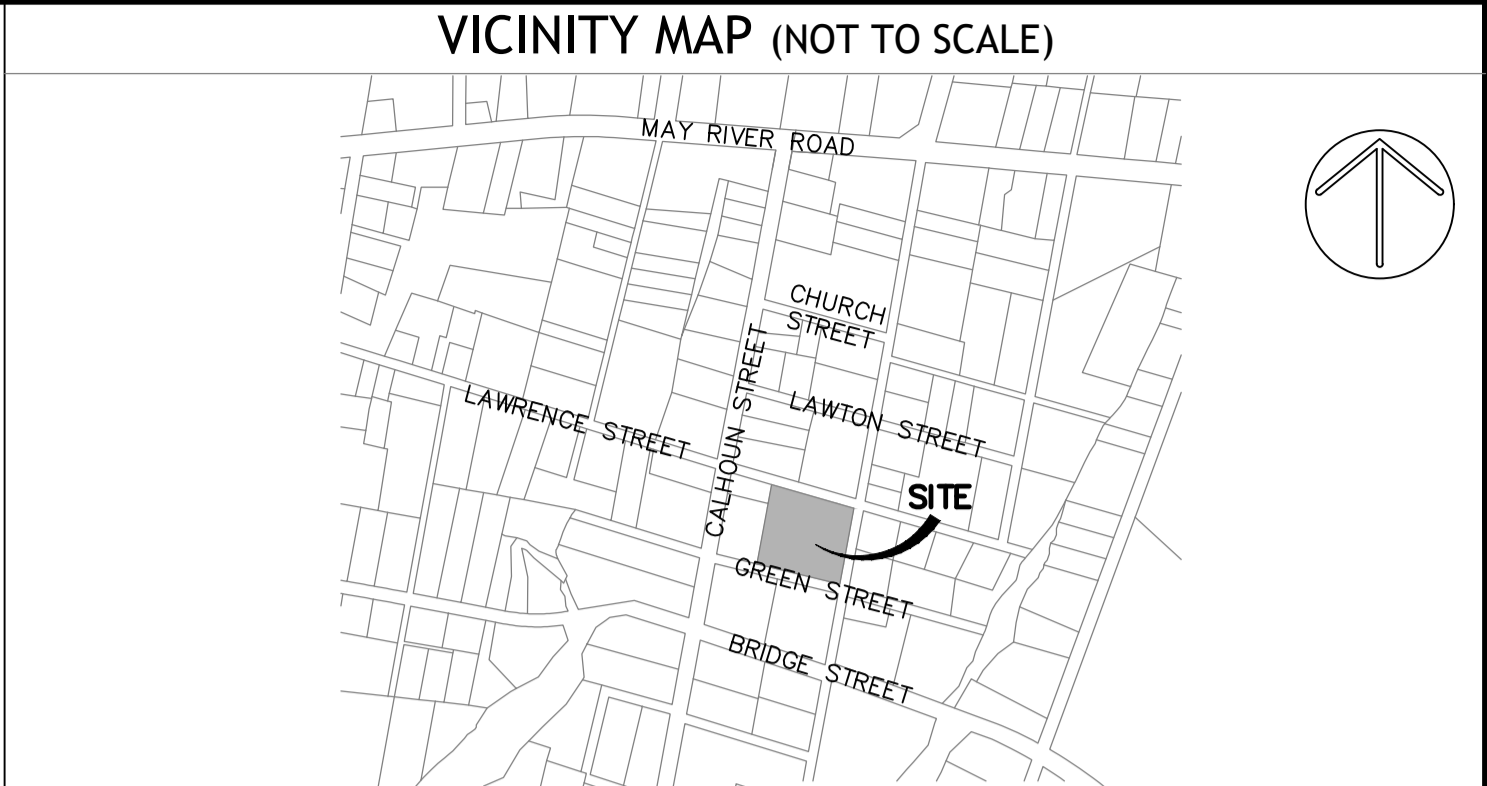 VICINITY MAP (NOT TO SCALE)
MAY RIVER ROAD
CHURCH
STREET
CALHOUN STREET
LAWRENCE STREET
LAWTON STREET
SITE
GREEN STREET
BRIDGE STREET